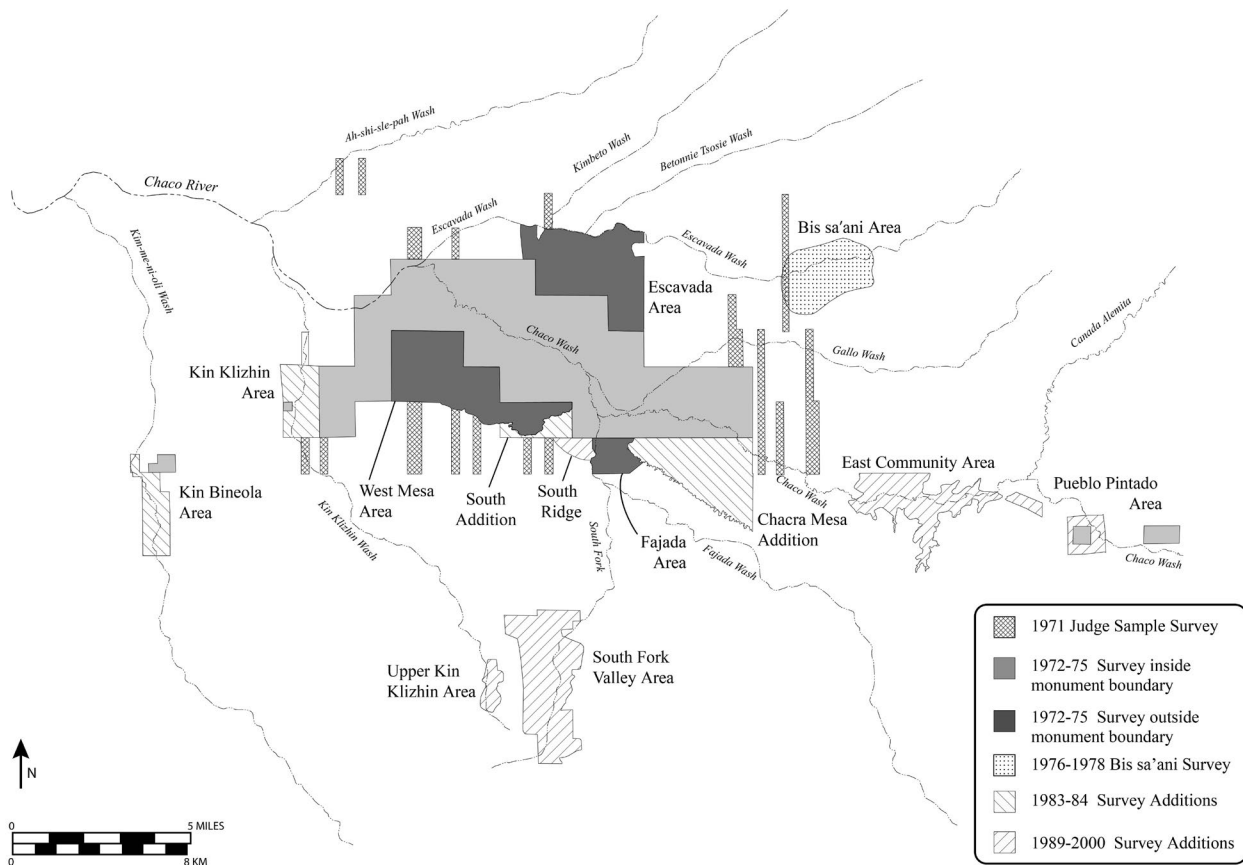 Ah-shi-sle-pah Wash
Kimbeto Wash
Betonnie Tsosie Wash
Chaco River
Escavada Wash
Kim-me-ni-oli Wash
Escavada Wash
Bis sa'ani Area
Escavada
Area
Canada Alemita
Chaco Wash
Gallo Wash
Kin Klizhin
Area
East Community Area
Kin Bineola
Area
West Mesa
Area
South
Addition
South
Ridge
Chaco Wash
Pueblo Pintado
Area
Chacra Mesa
Addition
Kin Klizhin Wash
South Fork
Fajada
Area
Fajada Wash
Chaco Wash
Upper Kin
Klizhin Area
South Fork
Valley Area
1971 Judge Sample Survey
1972-75 Survey inside
monument boundary
1972-75 Survey outside
monument boundary
1976-1978 Bis sa'ani Survey
1983-84 Survey Additions
1989-2000 Survey Additions
N
0 5 MILES
0 8 KM